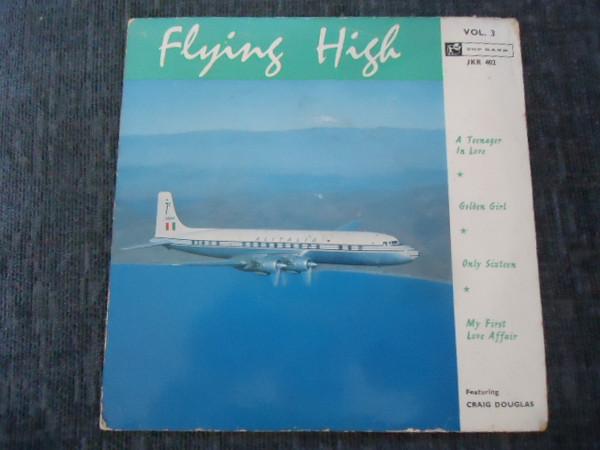 Flying High
VOL. 3
TOP RANK
JKR 402
A Teenager
In Love
Golden Girl
Only Sixteen
My First
Love Affair
Featuring
CRAIG DOUGLAS
ALITALIA